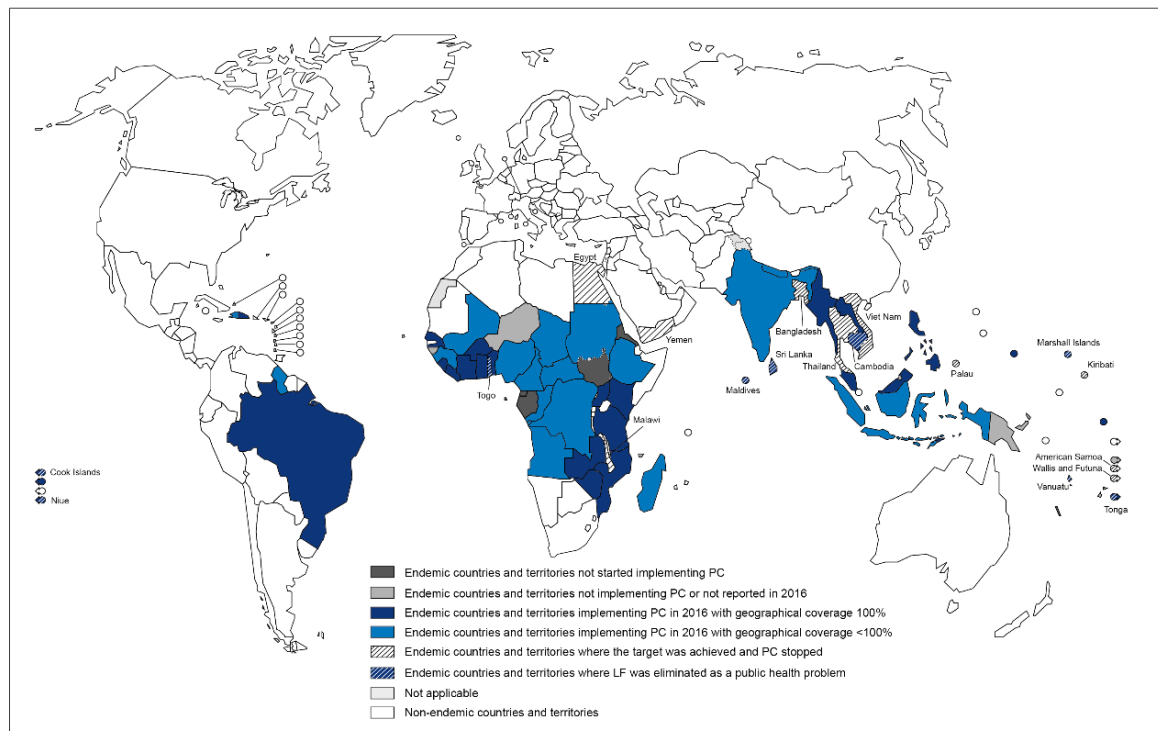 Egypt
Viet Nam
Bangladesh
Yemen
Marshall Islands
Sri Lanka
Kiribati
Thailand
Cambodia
Palau
Maldives
Togo
Malawi
American Samoa
Wallis and Futuna
Cook Islands
Vanuatu
Niue
Tonga
Endemic countries and territories not started implementing PC
Endemic countries and territories not implementing PC or not reported in 2016
Endemic countries and territories implementing PC in 2016 with geographical coverage 100%
Endemic countries and territories implementing PC in 2016 with geographical coverage <100%
Endemic countries and territories where the target was achieved and PC stopped
Endemic countries and territories where LF was eliminated as a public health problem
Not applicable
Non-endemic countries and territories